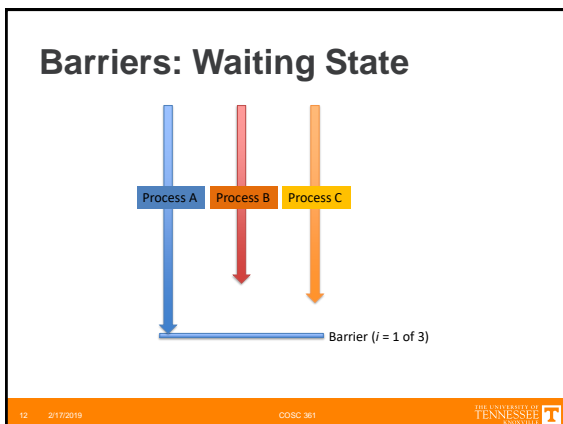 Barriers: Waiting State
Process A
Process B
Process C
Barrier (i = 1 of 3)
12
2/17/2019
COSC 361
THE UNIVERSITY OF
TENNESSEE
KNOXVILLE
T